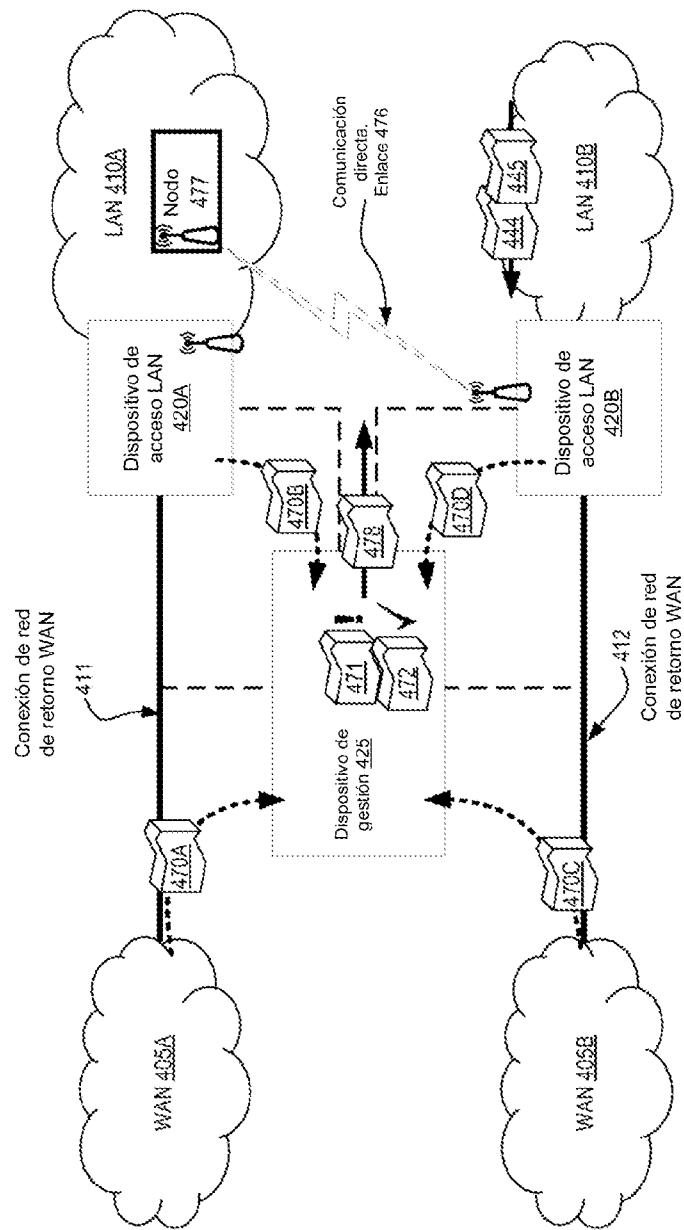 WAN 405A
470A
411
Conexión de red
de retorno WAN
Dispositivo de
acceso LAN
420A
LAN 410A
Nodo
477
470B
Dispositivo de
gestión 425
471
472
478
Comunicación
directa.
Enlace 476
470D
WAN 405B
470C
412
Conexión de red
de retorno WAN
Dispositivo de
acceso LAN
420B
444
445
LAN 410B